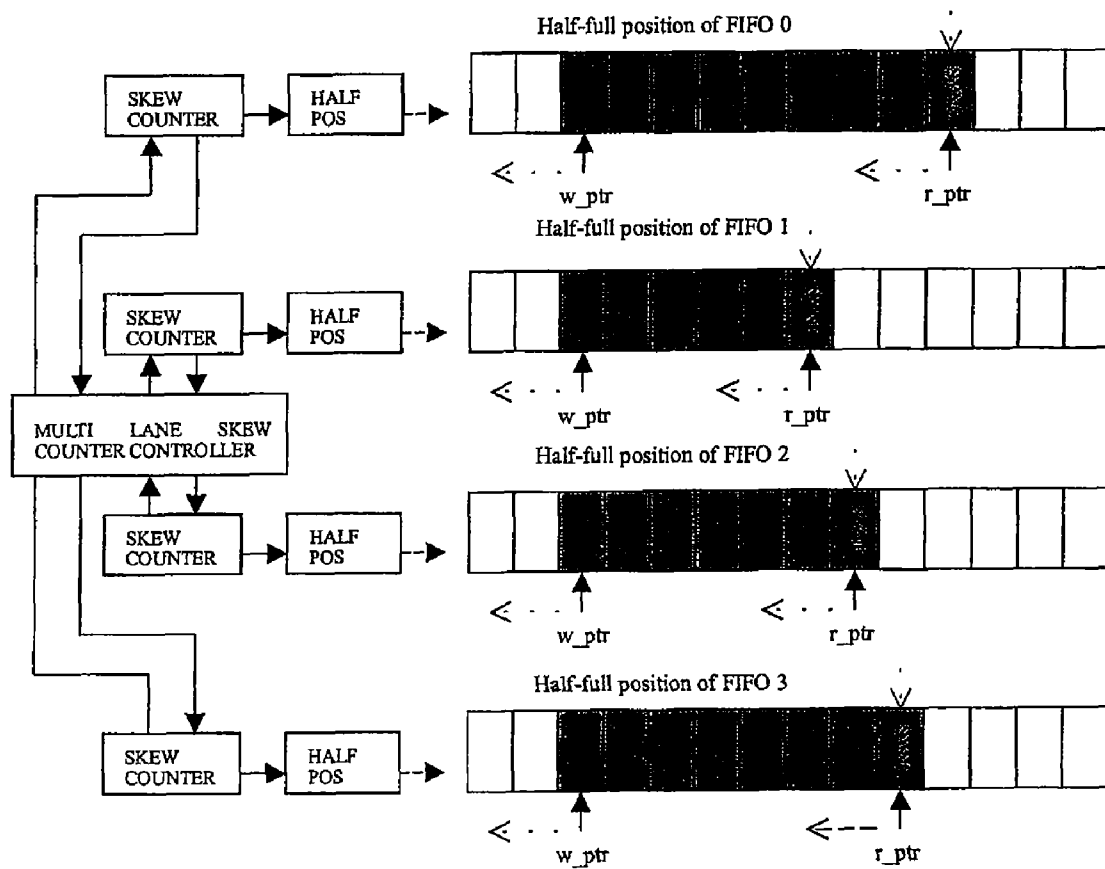 Half-full position of FIFO 0
SKEW
COUNTER
HALF
POS
w_ptr
r_ptr
Half-full position of FIFO 1
SKEW
COUNTER
HALF
POS
w_ptr
r_ptr
MULTI LANE SKEW
COUNTER CONTROLLER
Half-full position of FIFO 2
SKEW
COUNTER
HALF
POS
w_ptr
r_ptr
Half-full position of FIFO 3
SKEW
COUNTER
HALF
POS
w_ptr
r_ptr